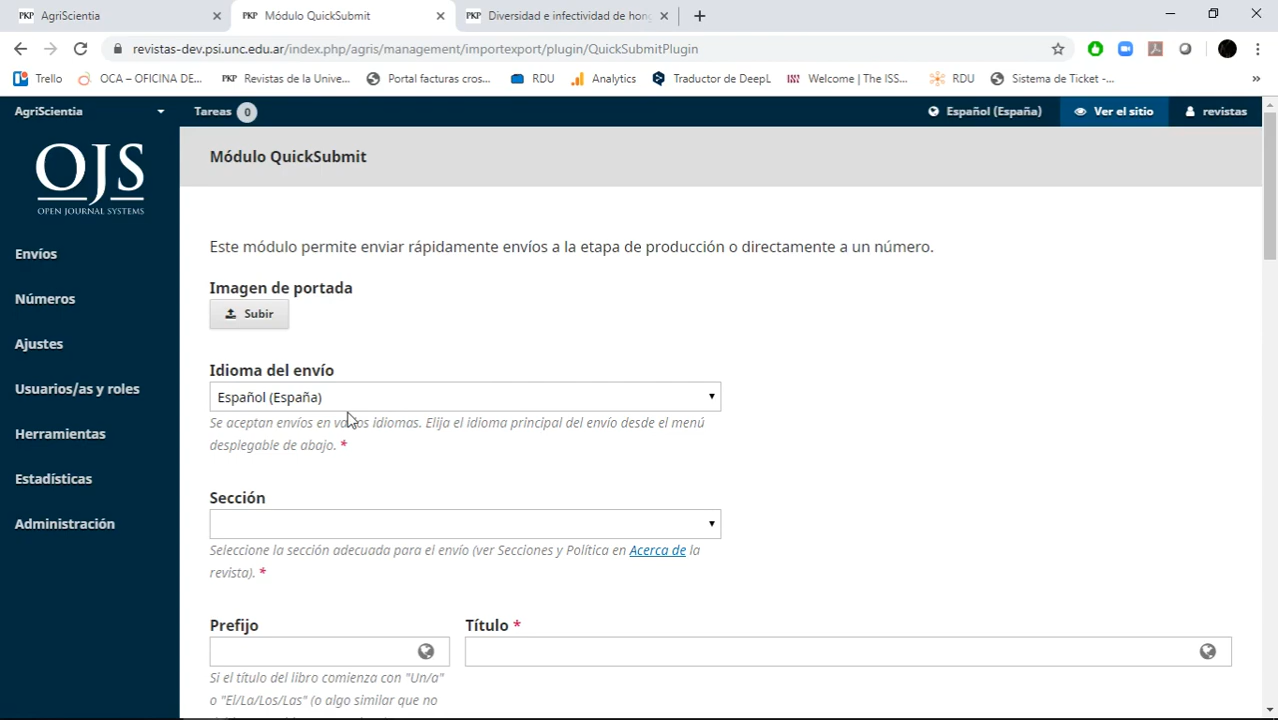 AgriScientia
Módulo QuickSubmit
Diversidad e infectividad de hong
revistas-dev.psi.unc.edu.ar/index.php/agris/management/importexport/plugin/QuickSubmitPlugin
Trello
OCA – OFICINA DE...
Revistas de la Unive...
Portal facturas cros...
RDU
Analytics
Traductor de DeepL
Welcome | The ISS...
RDU
Sistema de Ticket -...
AgriScientia
Tareas 0
Español (España)
Ver el sitio
revistas
OJS
OPEN JOURNAL SYSTEMS
Envíos
Números
Ajustes
Usuarios/as y roles
Herramientas
Estadísticas
Administración
Módulo QuickSubmit
Este módulo permite enviar rápidamente envíos a la etapa de producción o directamente a un número.
Imagen de portada
Subir
Idioma del envío
Español (España)
Se aceptan envíos en varios idiomas. Elija el idioma principal del envío desde el menú
desplegable de abajo. *
Sección
Seleccione la sección adecuada para el envío (ver Secciones y Política en Acerca de la
revista). *
Prefijo
Título *
Si el título del libro comienza con "Un/a"
o "El/La/Los/Las" (o algo similar que no